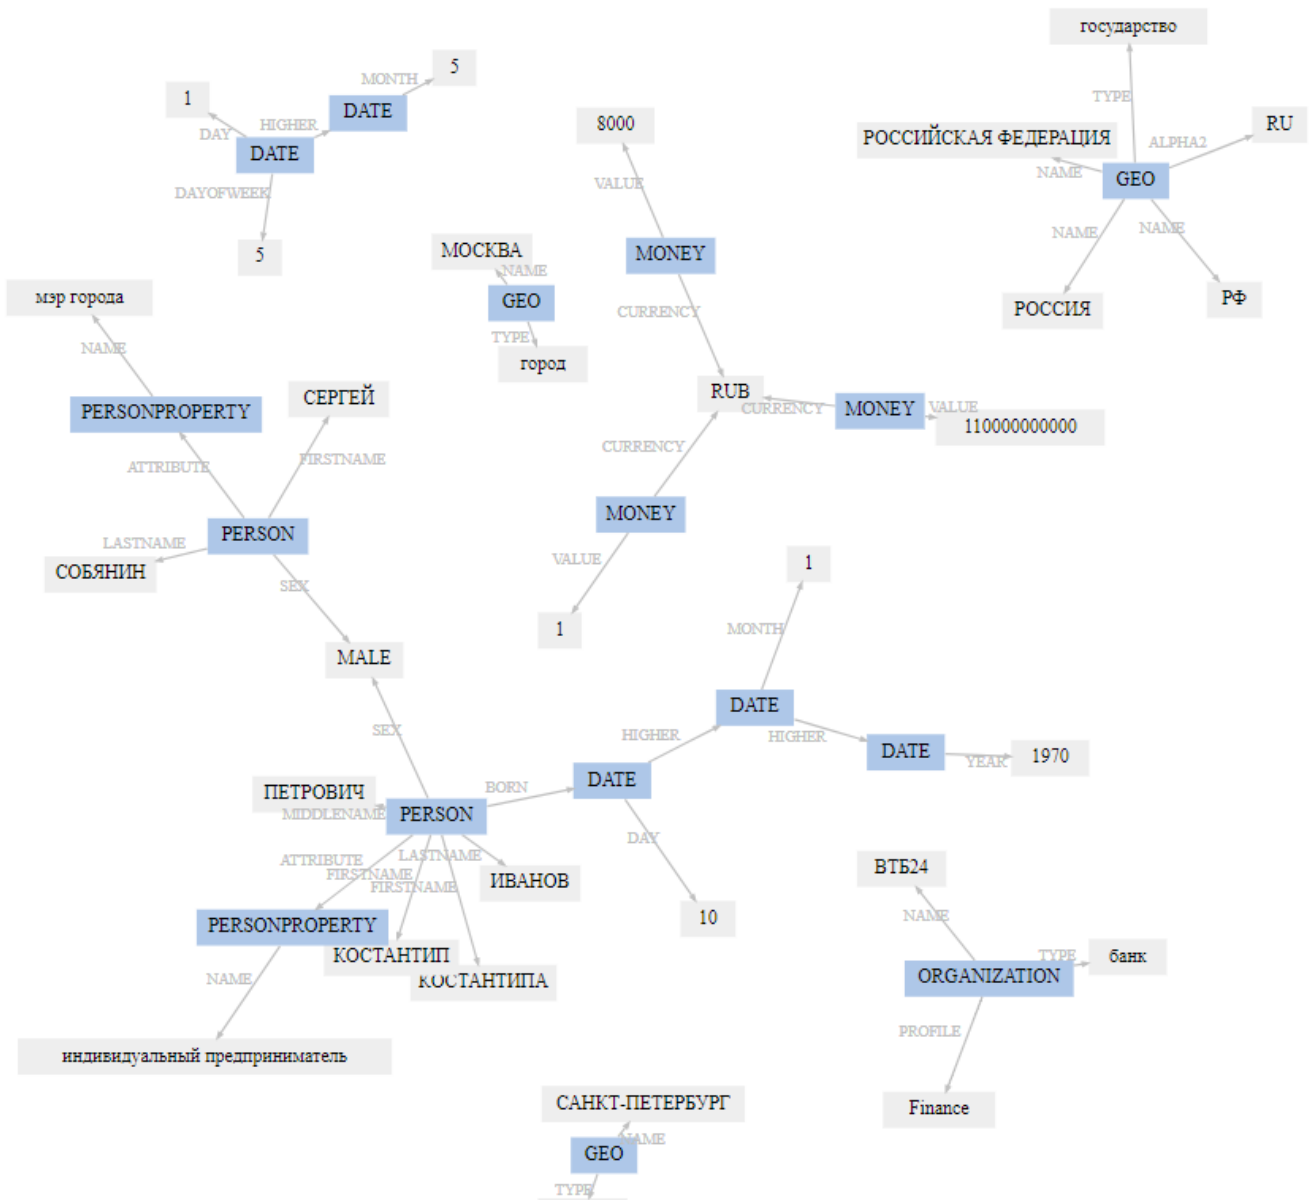 государство
5
MONTH
1
DATE
TYPE
8000
RU
DAY
HIGHER
РОССИЙСКАЯ ФЕДЕРАЦИЯ
ALPHA2
DATE
NAME
GEO
VALUE
DAYOFWEEK
NAME
NAME
МОСКВА
MONEY
5
NAME
мэр города
GEO
РОССИЯ
РФ
CURRENCY
TYPE
NAME
город
СЕРГЕЙ
RUB
PERSONPROPERTY
CURRENCY
MONEY
VALUE
110000000000
CURRENCY
ATTRIBUTE
FIRSTNAME
MONEY
PERSON
LASTNAME
VALUE
1
СОБЯНИН
SEX
1
MONTH
MALE
DATE
SEX
HIGHER
HIGHER
DATE
YEAR
1970
DATE
BORN
ПЕТРОВИЧ
MIDDLENAME
PERSON
DAY
ATTRIBUTE
LASTNAME
FIRSTNAME
FIRSTNAME
ИВАНОВ
ВТБ24
NAME
10
PERSONPROPERTY
КОСТАНТИП
TYPE
банк
NAME
КОСТАНТИПА
ORGANIZATION
PROFILE
индивидуальный предприниматель
Finance
САНКТ-ПЕТЕРБУРГ
NAME
GEO
TYPE